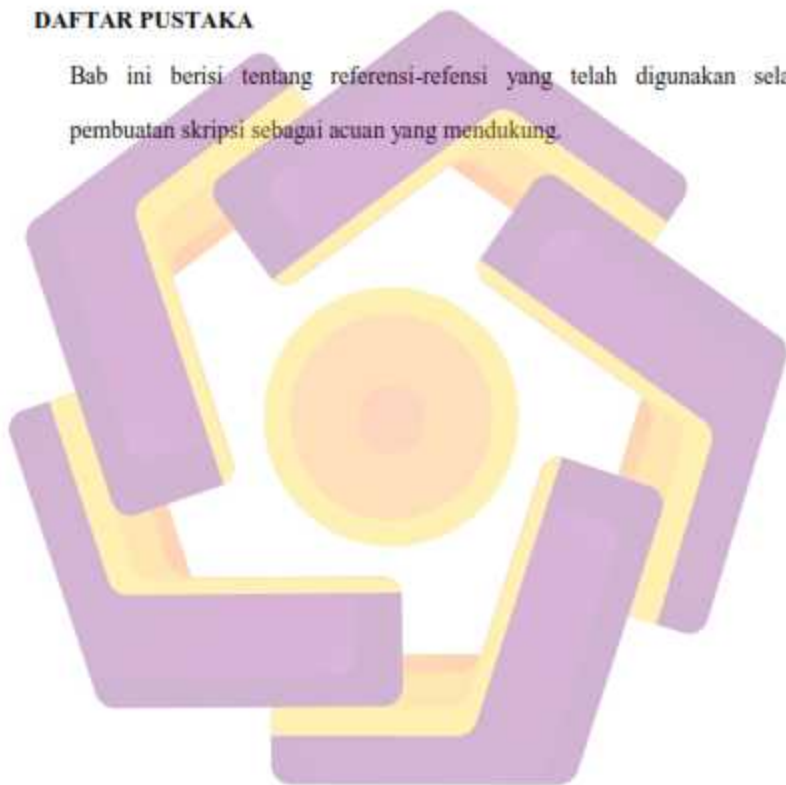 DAFTAR PUSTAKA
Bab ini berisi tentang referensi-refensi yang telah digunakan sela
pembuatan skripsi sebagai acuan yang mendukung.